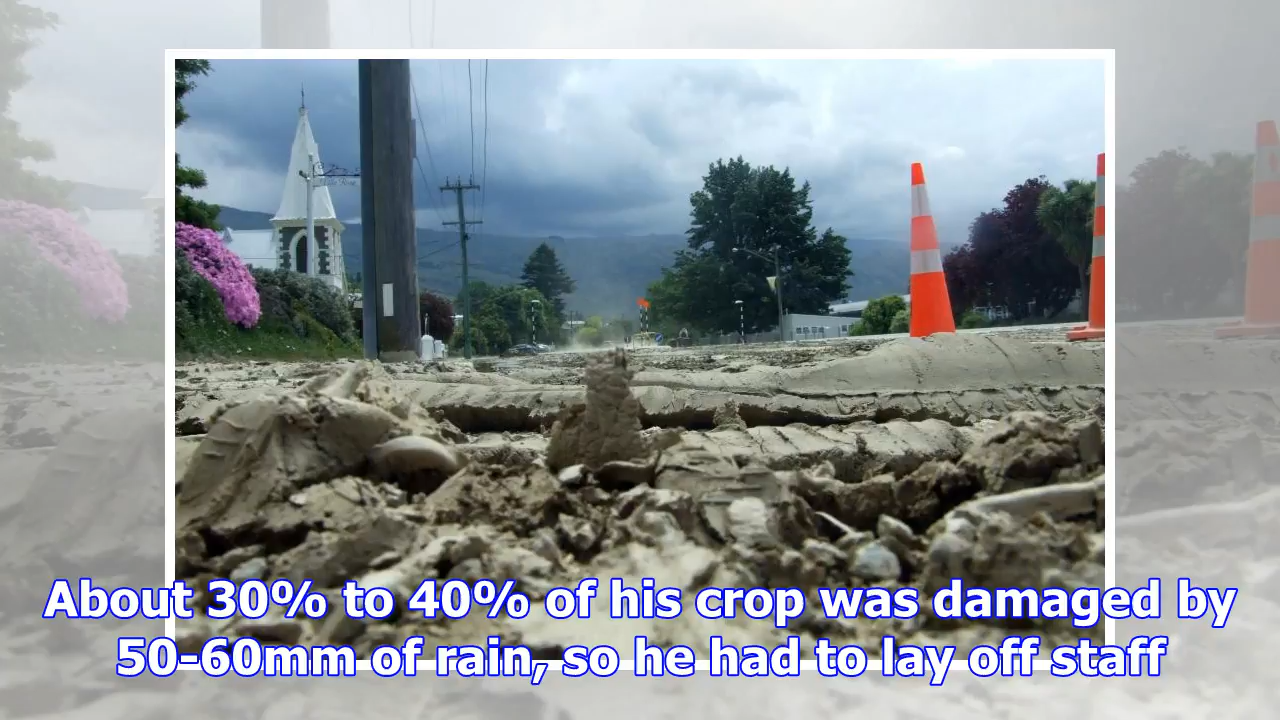 About 30% to 40% of his crop was damaged by
50-60mm of rain, so he had to lay off staff